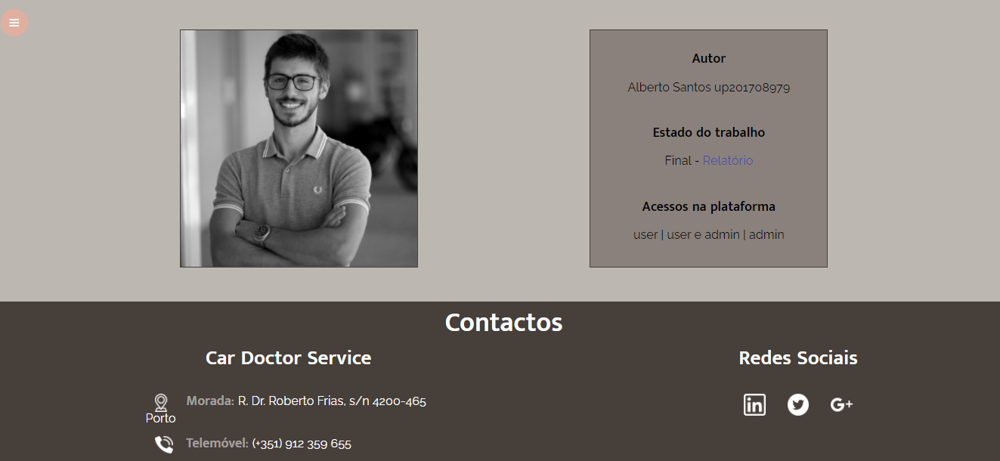 Autor
Alberto Santos up201708979
Estado do trabalho
Final - Relatório
Acessos na plataforma
user | user e admin | admin
Contactos
Car Doctor Service
Redes Sociais
Morada: R. Dr. Roberto Frias, s/n 4200-465
Porto
Telemóvel: (+351) 912 359 655
in
G+